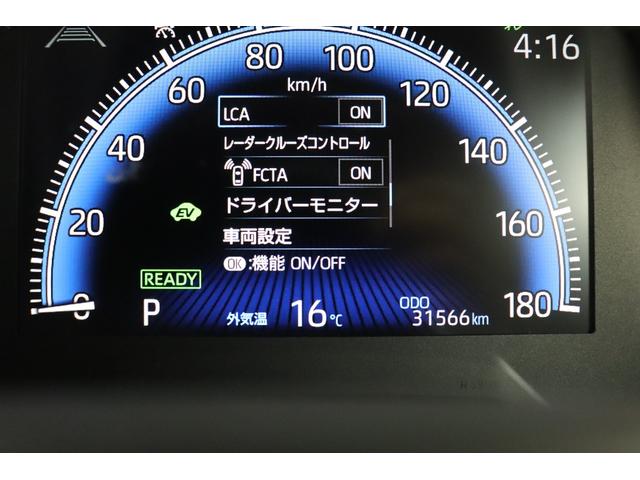 4:16
80
100
km/h
60
120
LCA ON
レーダークルーズコントロール
40
140
FCTA ON
ドライバーモニター
EV
20
160
車両設定
OK:機能 ON/OFF
READY
0
180
P
外気温 16℃
ODO
31566km